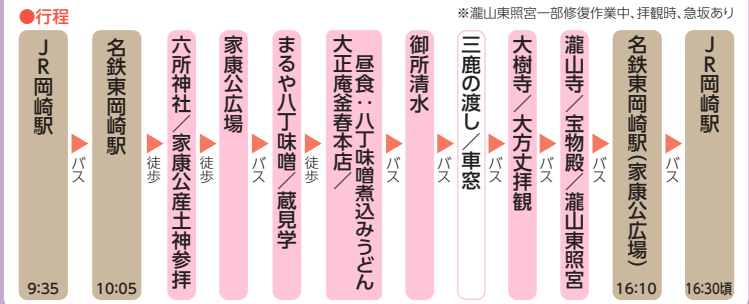 ●行程
※瀧山東照宮一部修復作業中、拝観時、急坂あり
JR岡崎駅
9:35
バス
名鉄東岡崎駅
10:05
徒歩
六所神社／家康公産土神参拝
徒歩
家康公広場
バス
まるや八丁味噌／蔵見学
徒歩
昼食：八丁味噌煮込みうどん
大正庵釜春本店／
バス
御所清水
バス
三鹿の渡し／車窓
バス
大樹寺／大方丈拝観
バス
瀧山寺／宝物殿／瀧山東照宮
バス
名鉄東岡崎駅（家康公広場）
16:10
バス
JR岡崎駅
16:30頃